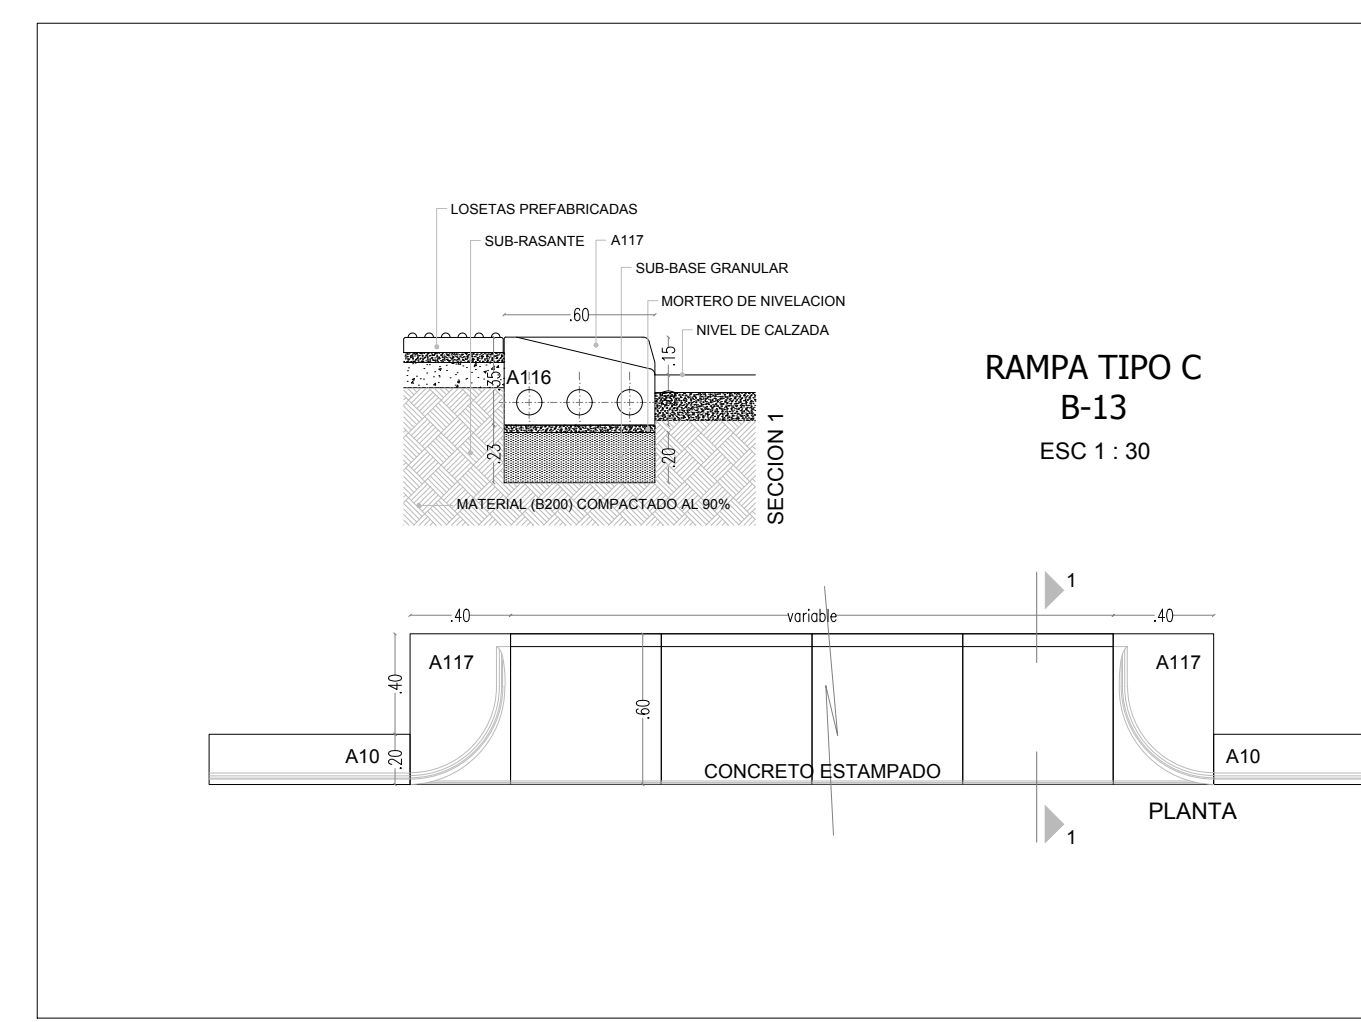 LOSETAS PREFABRICADAS
SUB-RASANTE
A117
SUB-BASE GRANULAR
MORTERO DE NIVELACION
.60
NIVEL DE CALZADA
.15
.35
A116
.23
.20
MATERIAL (B200) COMPACTADO AL 90%
SECCION 1
RAMPA TIPO C
B-13
ESC 1 : 30
1
.40
variable
.40
A117
A117
.40
.60
A10
.20
A10
CONCRETO ESTAMPADO
PLANTA
1